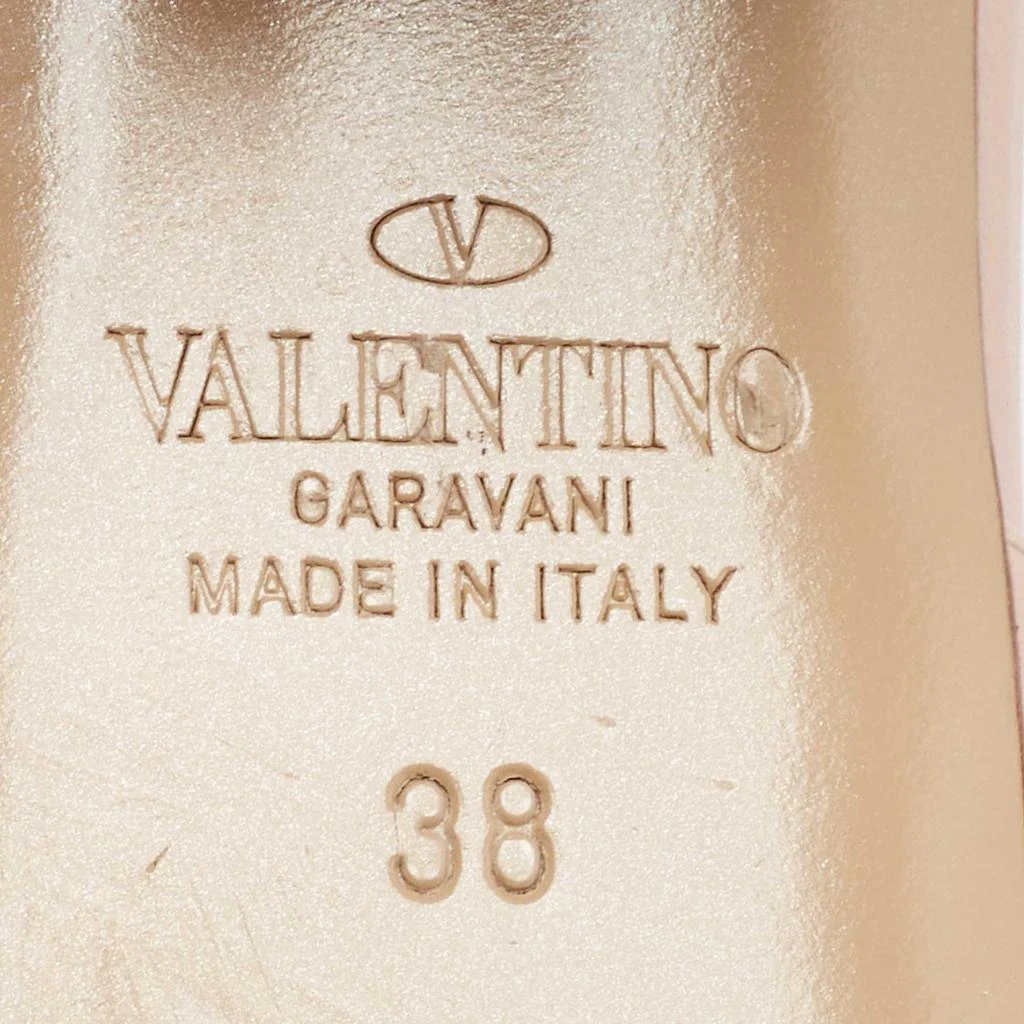 V
VALENTINO
GARAVANI
MADE IN ITALY
38